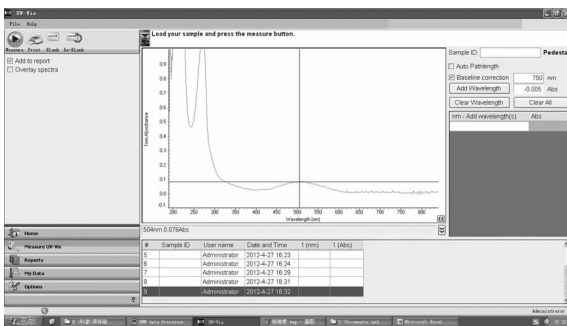 UV-Vis
File Help
Measure Print Blank Re-Blank
Load your sample and press the measure button.
Add to report
Overlay spectra
Sample ID: Pedesta
Auto Pathlength
Baseline correction 750 nm
Add Wavelength -0.005 Abs
Clear Wavelength Clear All
nm - Add wavelength(s) Abs
1mm Absorbance
0.9
0.8
0.7
0.6
0.5
0.4
0.3
0.2
0.1
0.0
0.1
200 250 300 350 400 450 500 550 600 650 700 750 800
Wavelength (nm)
504nm 0.078Abs
Home
Measure UV-Vis
Reports
My Data
Options
# Sample ID User name Date and Time 1 (nm) 1 (Abs)
5 Administrator 2012-4-27 16:23
6 Administrator 2012-4-27 16:24
7 Administrator 2012-4-27 16:29
8 Administrator 2012-4-27 16:31
9 Administrator 2012-4-27 16:32
Administrator
UV-Vis
Microsoft Excel